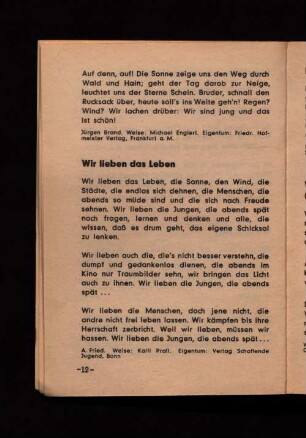 Auf denn, auf! Die Sonne zeige uns den Weg durch
Wald und Hain; geht der Tag darob zur Neige,
leuchtet uns der Sterne Schein. Bruder, schnall den
Rucksack über, heute soll's ins Weite geh'n! Regen?
Wind? Wir lachen drüber: Wir sind jung und das
ist schön!
Jürgen Brand. Weise: Michael Englert. Eigentum: Friedr. Hof-
meister Verlag, Frankfurt a. M.
Wir lieben das Leben
Wir lieben das Leben, die Sonne, den Wind, die
Städte, die endlos sich dehnen, die Menschen, die
abends so müde sind und die sich nach Freude
sehnen. Wir lieben die Jungen, die abends spät
noch fragen, lernen und denken und alle, die
wissen, daß es drum geht, das eigene Schicksal
zu lenken.
Wir lieben auch die, die's nicht besser verstehn, die
dumpf und gedankenlos dienen, die abends im
Kino nur Traumbilder sehn, wir bringen das Licht
auch zu ihnen. Wir lieben die Jungen, die abends
spät ...
Wir lieben die Menschen, doch jene nicht, die
andre nicht frei leben lassen. Wir kämpfen bis ihre
Herrschaft zerbricht. Weil wir lieben, müssen wir
hassen. Wir lieben die Jungen, die abends spät ...
A. Fried. Weise: Karli Pratl. Eigentum: Verlag Schaffende
Jugend, Bonn
-12-